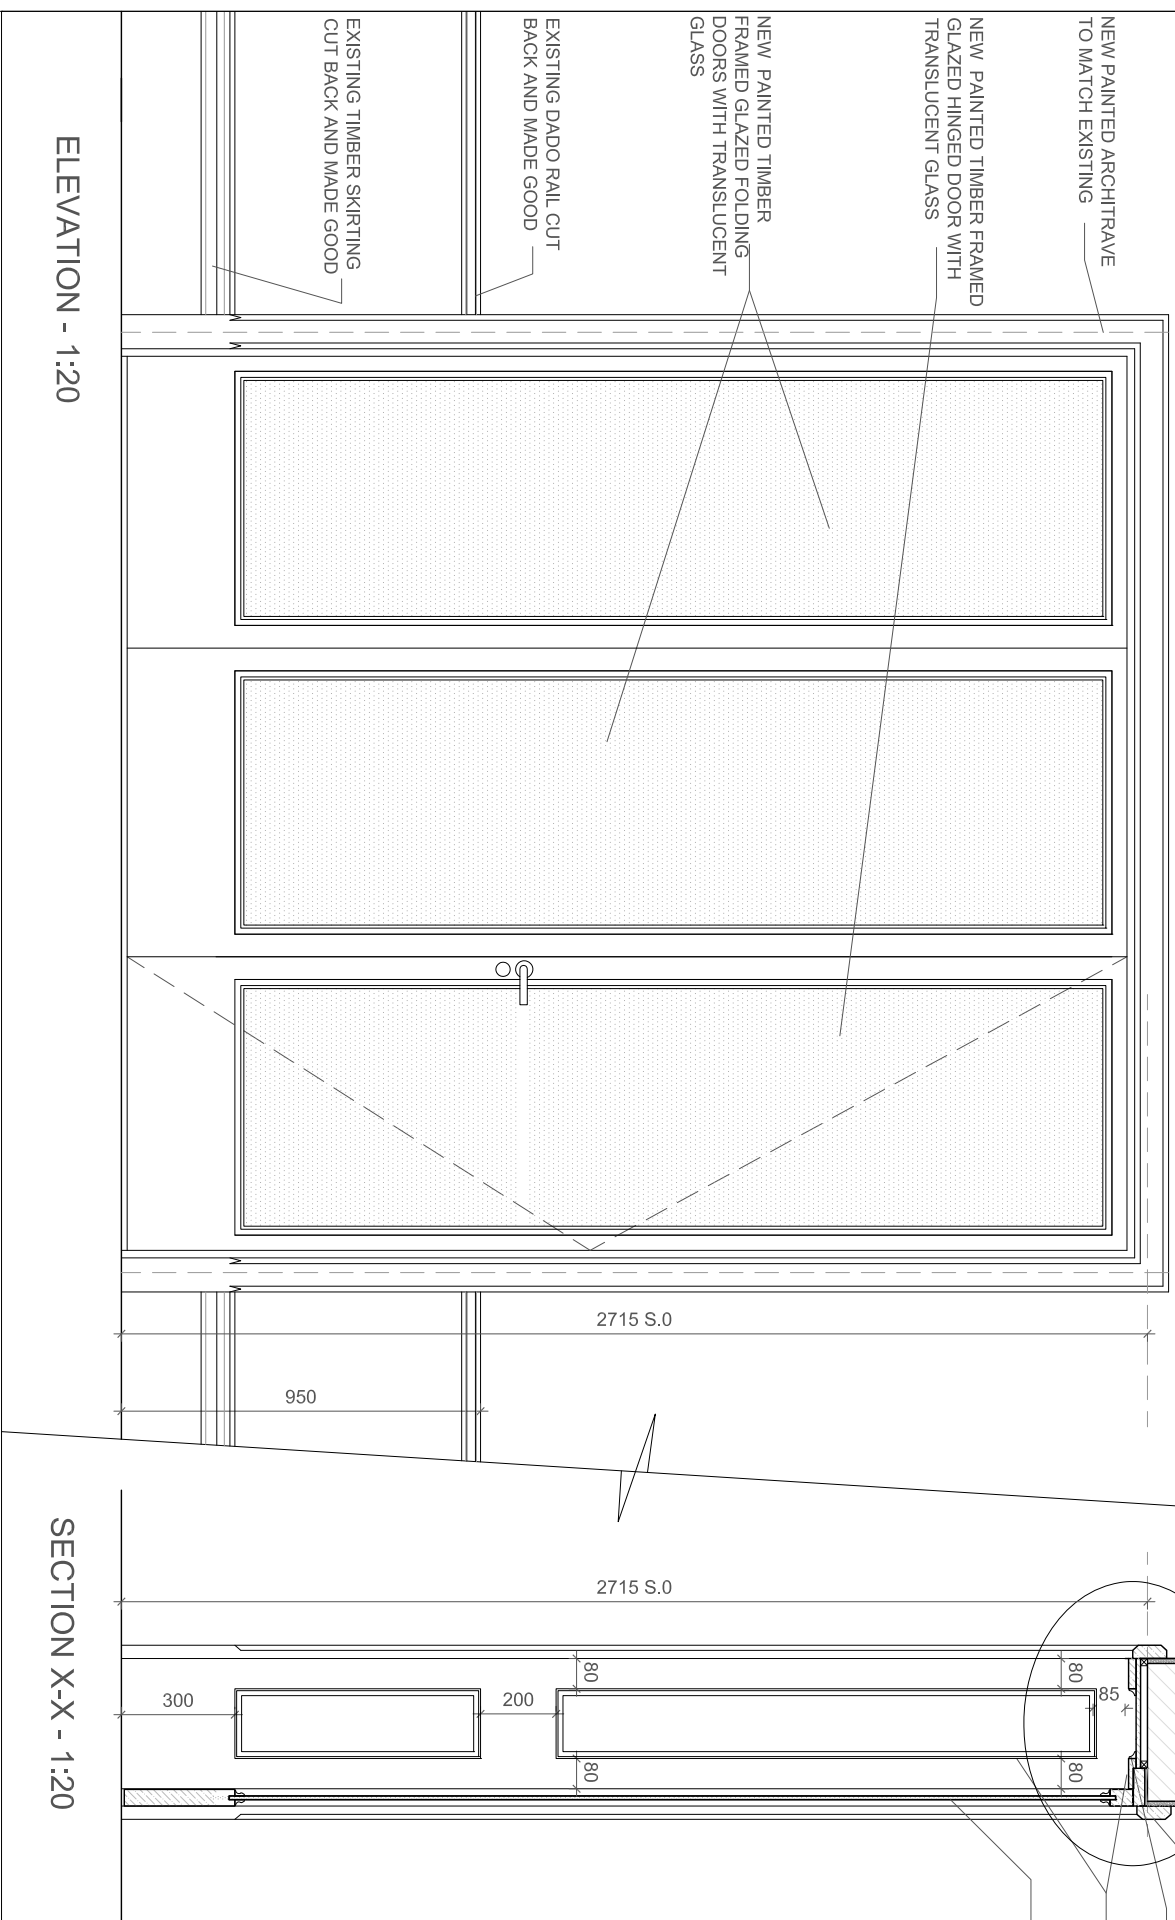 NEW PAINTED ARCHITRAVE
TO MATCH EXISTING
NEW PAINTED TIMBER FRAMED
GLAZED HINGED DOOR WITH
TRANSLUCENT GLASS
NEW PAINTED TIMBER
FRAMED GLAZED FOLDING
DOORS WITH TRANSLUCENT
GLASS
EXISTING DADO RAIL CUT
BACK AND MADE GOOD
EXISTING TIMBER SKIRTING
CUT BACK AND MADE GOOD
2715 S.0
950
ELEVATION - 1:20
2715 S.0
80
80
85
300
200
80
80
SECTION X-X - 1:20